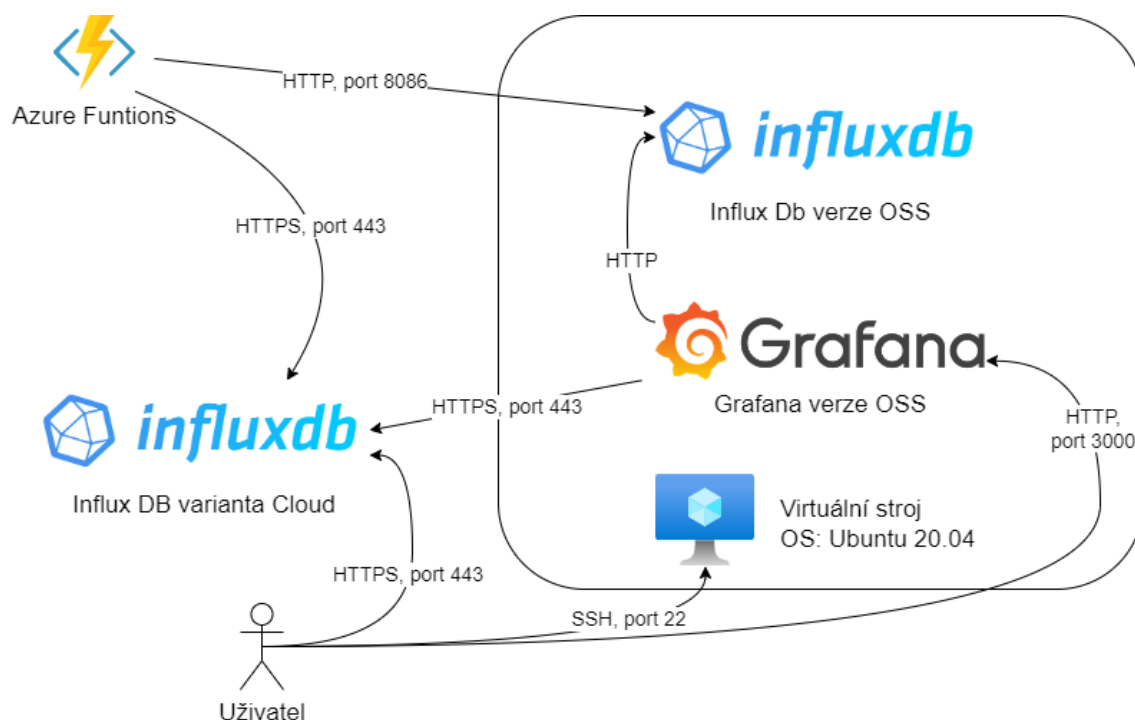 HTTP, port 8086
Azure Funtions
influxdb
Influx Db verze OSS
HTTPS, port 443
HTTP
Grafana
Grafana verze OSS
HTTPS, port 443
HTTP,
port 3000
influxdb
Influx DB varianta Cloud
Virtuální stroj
OS: Ubuntu 20.04
HTTPS, port 443
SSH, port 22
Uživatel